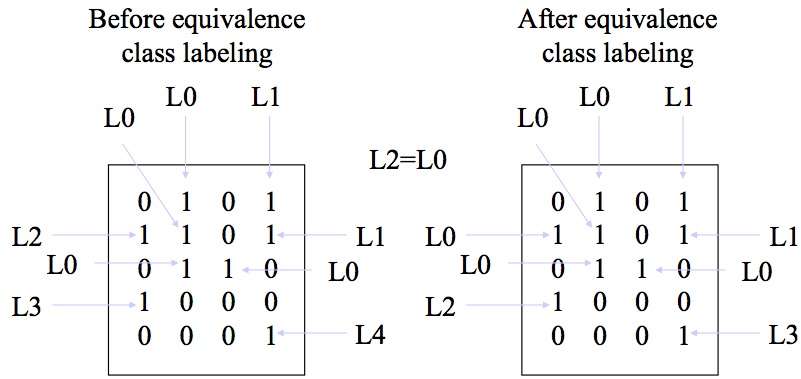 Before equivalence
class labeling
After equivalence
class labeling
L0 L1
L0
L0 L1
L0
L2=L0
0 1 0 1
0 1 0 1
L2 1 1 0 1 L1
L0 1 1 0 1 L1
L0 0 1 1 0 L0
L0 0 1 1 0 L0
L3 1 0 0 0
L2 1 0 0 0
0 0 0 1 L4
0 0 0 1 L3